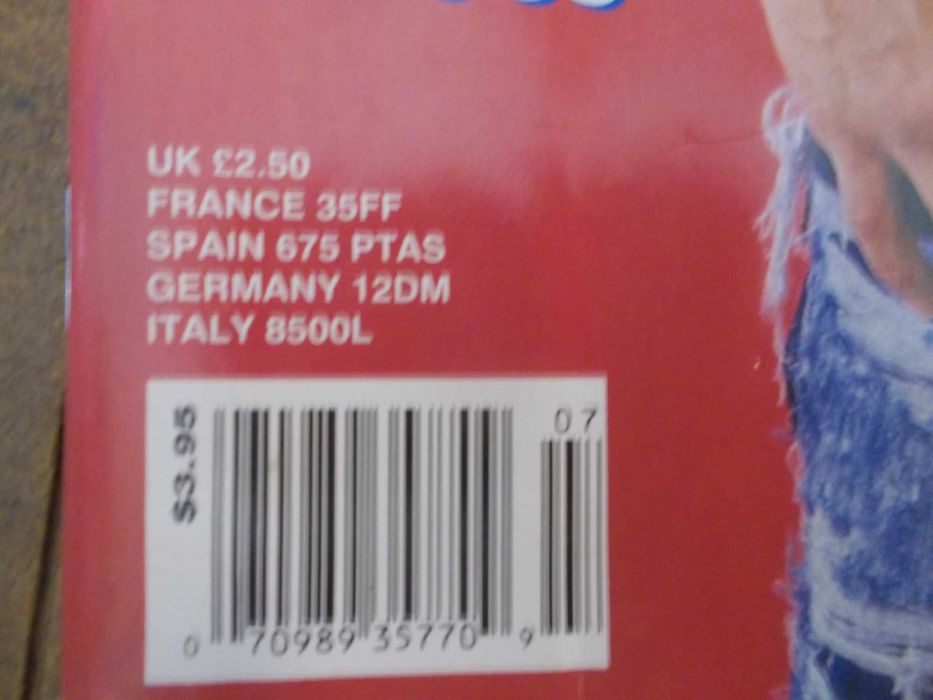 UK £2.50
FRANCE 35FF
SPAIN 675 PTAS
GERMANY 12DM
ITALY 8500L
$3.95
07
0 70989 35770 9